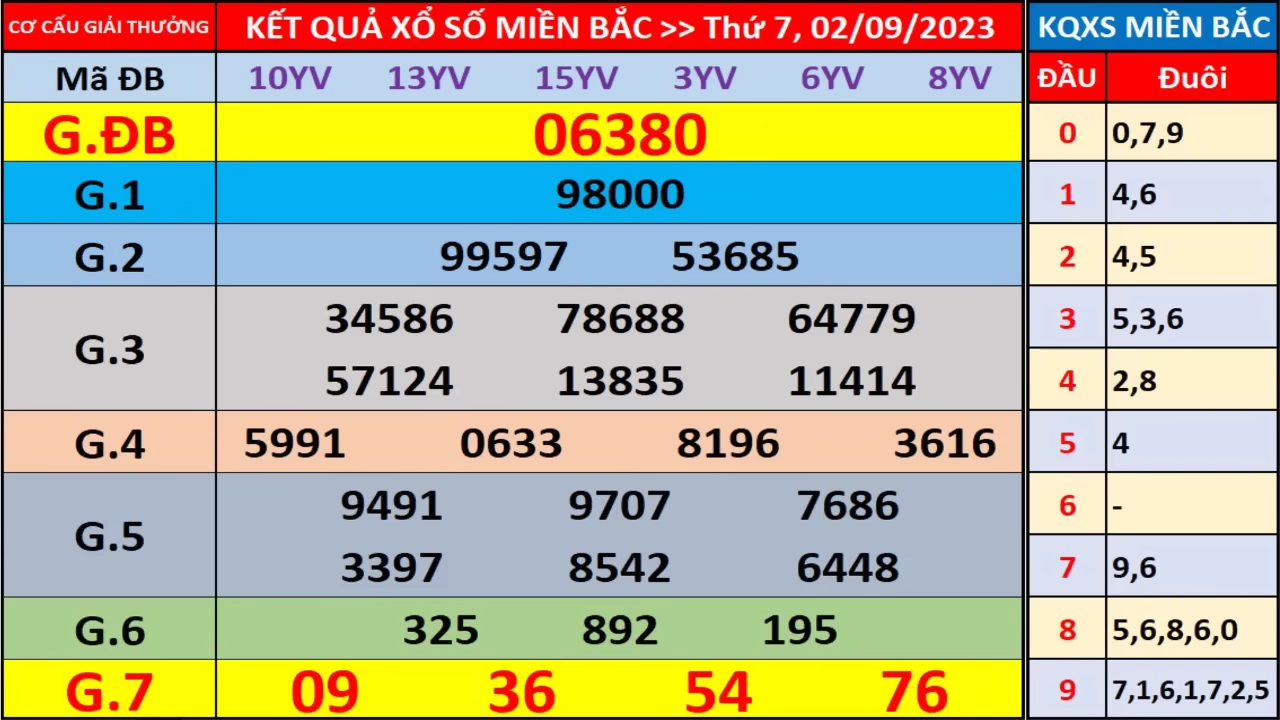 CƠ CẤU GIẢI THƯỞNG KẾT QUẢ XỔ SỐ MIỀN BẮC >> Thứ 7, 02/09/2023
Mã ĐB 10YV 13YV 15YV 3YV 6YV 8YV
G.ĐB 06380
G.1 98000
G.2 99597 53685
G.3 34586 78688 64779
57124 13835 11414
G.4 5991 0633 8196 3616
G.5 9491 9707 7686
3397 8542 6448
G.6 325 892 195
G.7 09 36 54 76
KQXS MIỀN BẮC
ĐẦU Đuôi
0 0,7,9
1 4,6
2 4,5
3 5,3,6
4 2,8
5 4
6 -
7 9,6
8 5,6,8,6,0
9 7,1,6,1,7,2,5